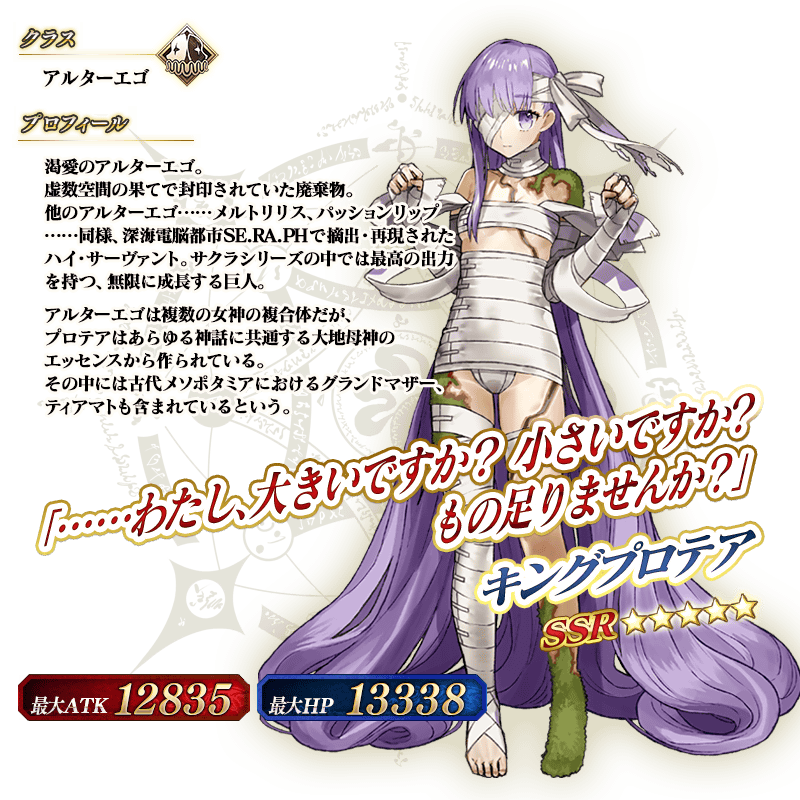 クラス
アルターエゴ
プロフィール
渇愛のアルターエゴ。
虚数空間の果てで封印されていた廃棄物。
他のアルターエゴ……メルトリリス、パッションリップ
……同様、深海電脳都市SE.RA.PHで摘出・再現された
ハイ・サーヴァント。サクラシリーズの中では最高の出力
を持つ、無限に成長する巨人。
アルターエゴは複数の女神の複合体だが、
プロテアはあらゆる神話に共通する大地母神の
エッセンスから作られている。
その中には古代メソポタミアにおけるグランドマザー、
ティアマトも含まれているという。
「……わたし、大きいですか? 小さいですか?
もの足りませんか?」
キングプロテア
SSR ★★★★★
最大ATK 12835
最大HP 13338